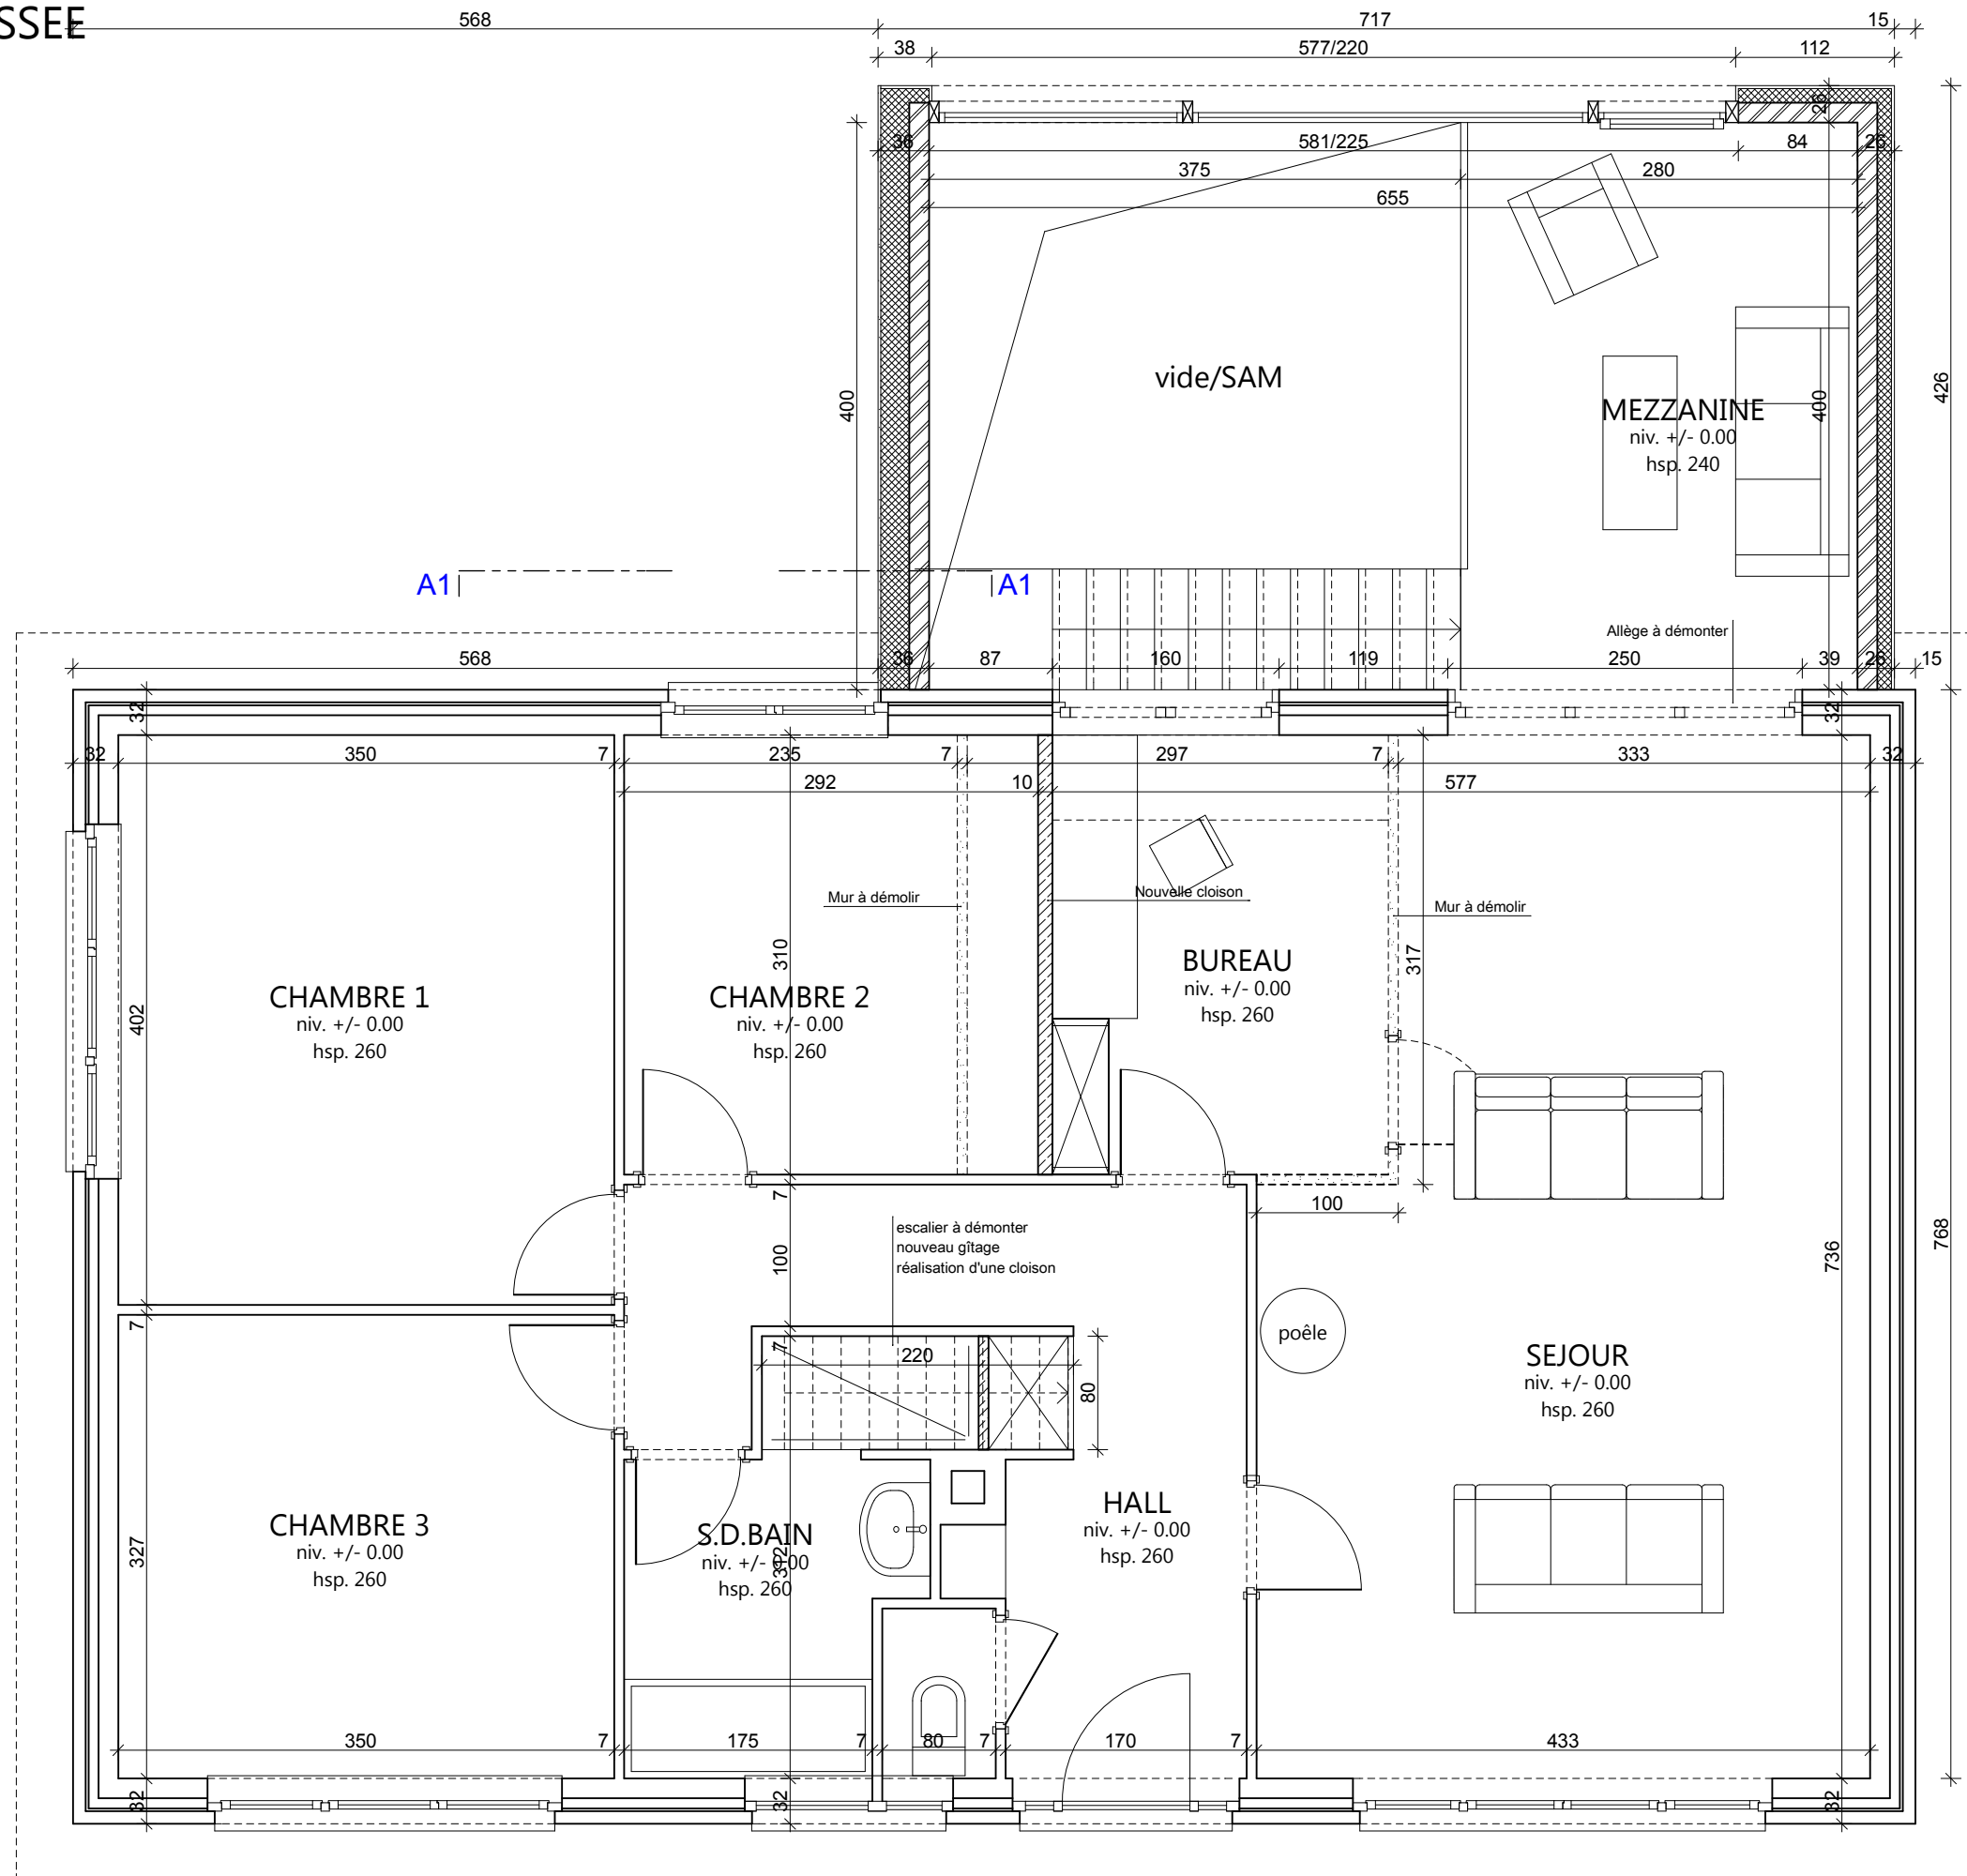 SSEE
568
717
15
38
577/220
112
26
36
581/225
84
26
375
280
655
vide/SAM
400
MEZZANINE
niv. +/- 0.00
hsp. 240
400
426
A1
A1
Allège à démonter
568
36
87
160
119
250
39
26
15
32
32
32
350
7
235
7
297
7
333
32
292
10
577
Mur à démolir
Nouvelle cloison
Mur à démolir
310
317
BUREAU
niv. +/- 0.00
hsp. 260
CHAMBRE 1
niv. +/- 0.00
hsp. 260
402
CHAMBRE 2
niv. +/- 0.00
hsp. 260
7
100
100
escalier à démonter
nouveau gîtage
réalisation d'une cloison
736
768
7
7
220
80
poêle
SEJOUR
niv. +/- 0.00
hsp. 260
CHAMBRE 3
niv. +/- 0.00
hsp. 260
327
S.D.BAIN
niv. +/- 0.00
hsp. 260
312
HALL
niv. +/- 0.00
hsp. 260
350
7
175
7
80
7
170
7
433
32
32
32